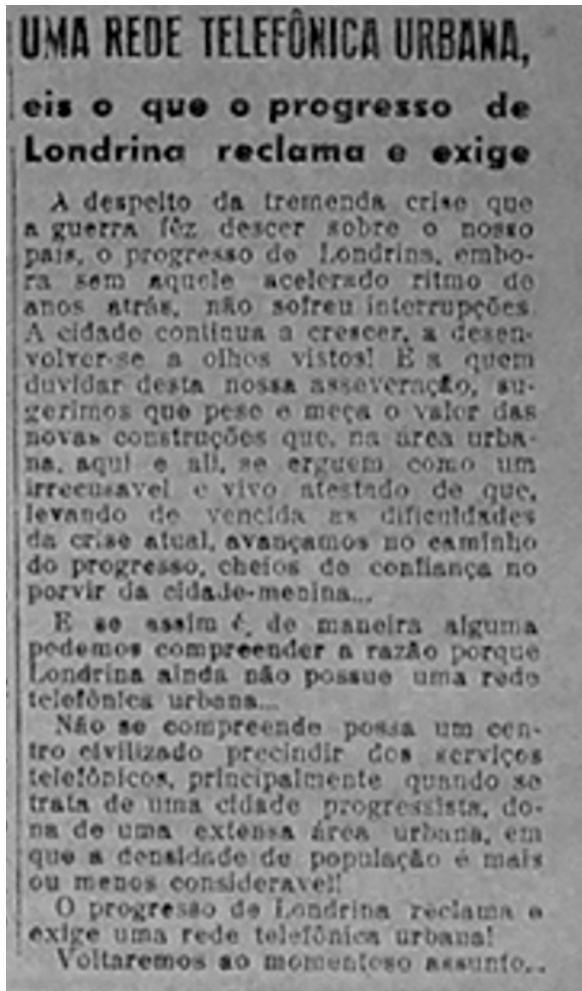 UMA REDE TELEFÔNICA URBANA,
eis o que o progresso de
Londrina reclama e exige
A despeito da tremenda crise que
a guerra fêz descer sobre o nosso
pais, o progresso de Londrina, embo-
ra sem aquele acelerado ritmo de
anos atrás, não sofreu interrupções.
A cidade continua a crescer, a desen-
volver-se a olhos vistos! E a quem
duvidar desta nossa asseveração, su-
gerimos que pese e meça o valor das
novas construções que, na área urba-
na, aqui e ali, se erguem como um
irrecusavel e vivo atestado de que,
levando de vencida as dificuldades
da crise atual, avançamos no caminho
do progresso, cheios de confiança no
porvir da cidade-menina...
E se assim é, de maneira alguma
podemos compreender a razão porque
Londrina ainda não possue uma rede
telefônica urbana...
Não se compreende possa um cen-
tro civilizado precindir dos serviços
telefônicos, principalmente quando se
trata de uma cidade progressista, do-
na de uma extensa área urbana, em
que a densidade de população é mais
ou menos consideravel!
O progresso de Londrina reclama e
exige uma rede telefônica urbana!
Voltaremos ao momentoso assunto...